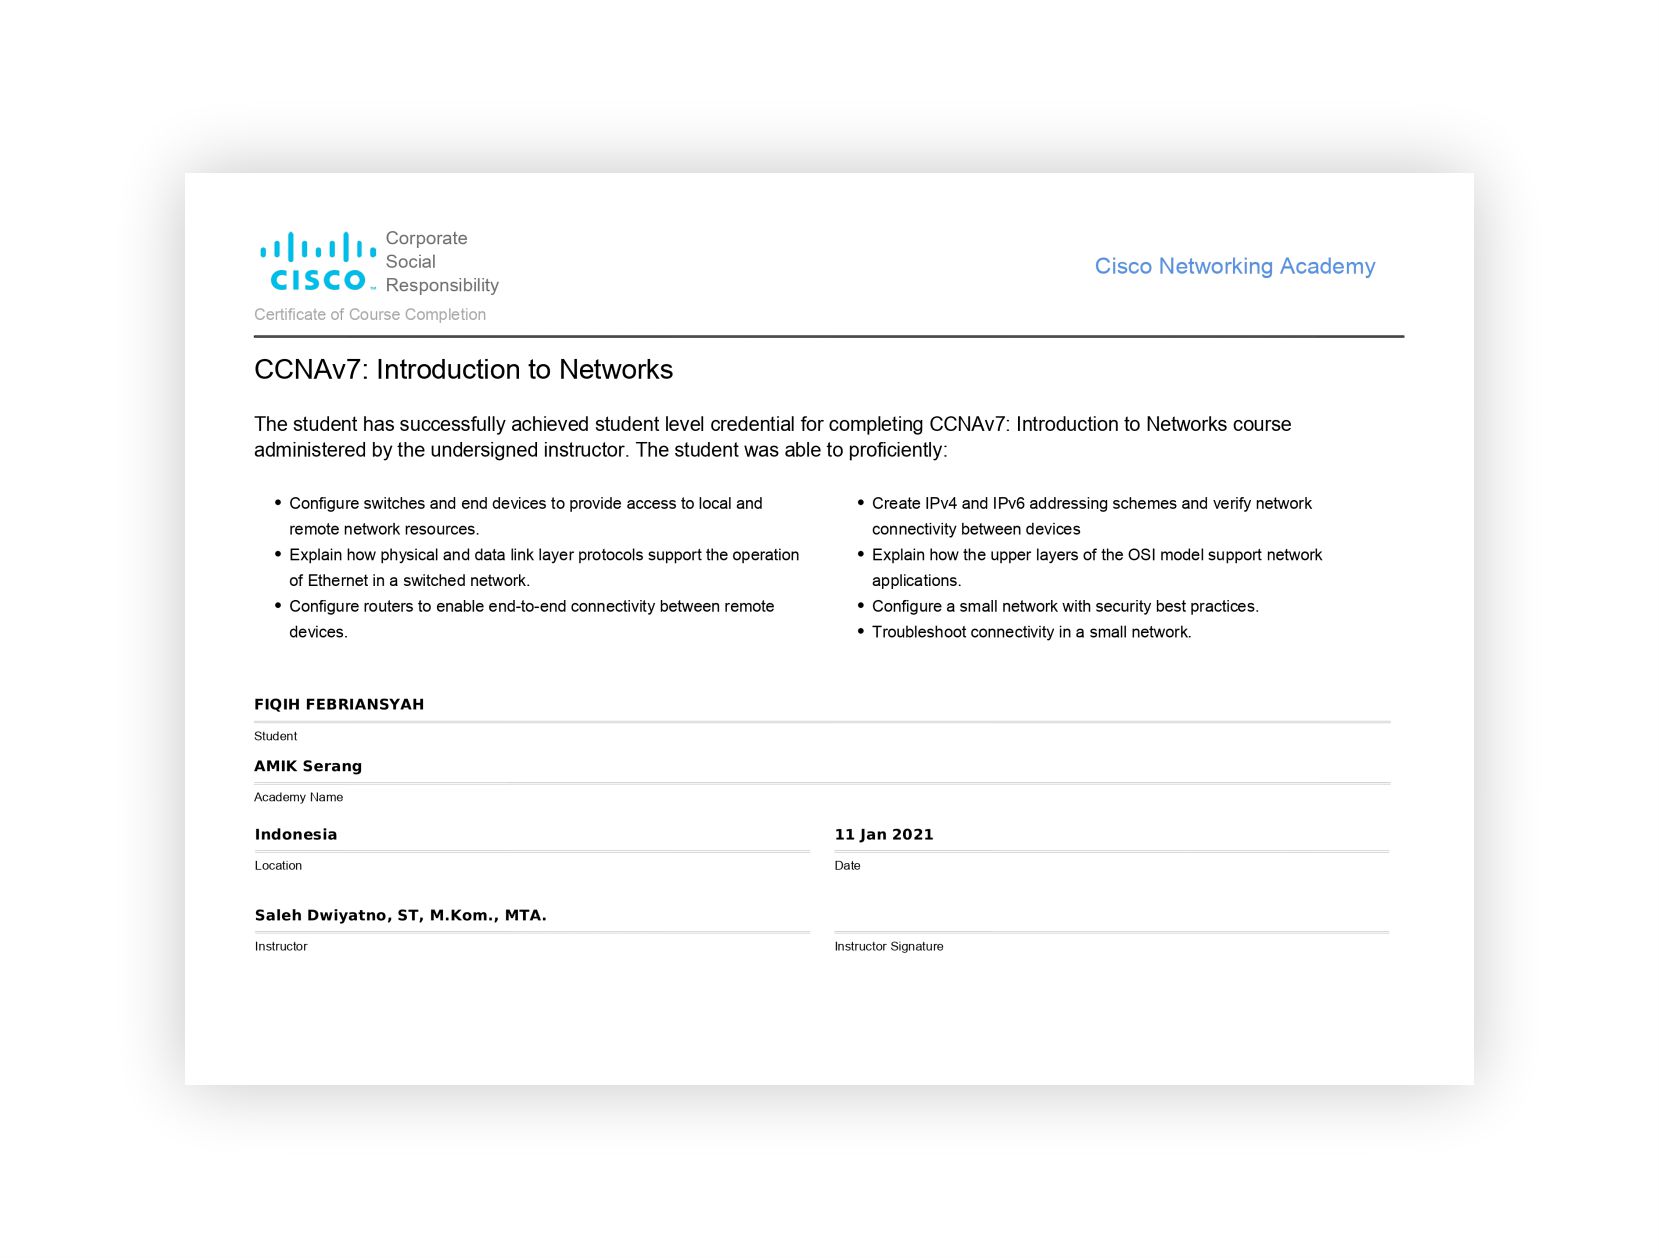 Corporate
Social
Responsibility
CISCO™
Cisco Networking Academy
Certificate of Course Completion
CCNAv7: Introduction to Networks
The student has successfully achieved student level credential for completing CCNAv7: Introduction to Networks course
administered by the undersigned instructor. The student was able to proficiently:
• Configure switches and end devices to provide access to local and
remote network resources.
• Explain how physical and data link layer protocols support the operation
of Ethernet in a switched network.
• Configure routers to enable end-to-end connectivity between remote
devices.
• Create IPv4 and IPv6 addressing schemes and verify network
connectivity between devices
• Explain how the upper layers of the OSI model support network
applications.
• Configure a small network with security best practices.
• Troubleshoot connectivity in a small network.
FIQIH FEBRIANSYAH
Student
AMIK Serang
Academy Name
Indonesia
Location
11 Jan 2021
Date
Saleh Dwiyatno, ST, M.Kom., MTA.
Instructor
Instructor Signature